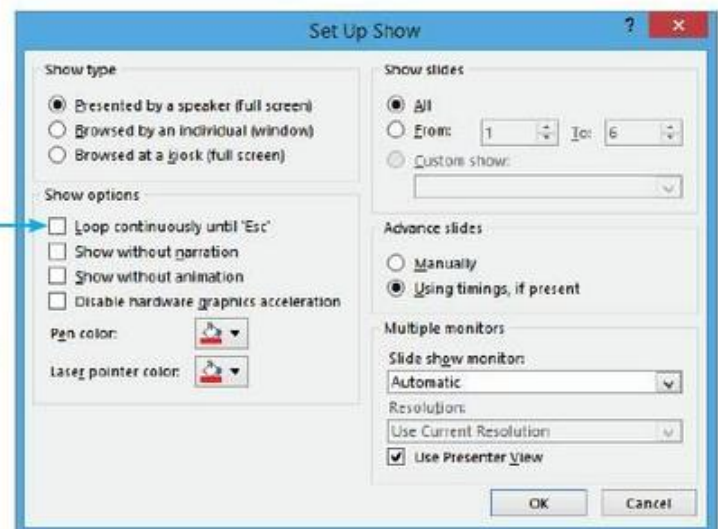 Set Up Show
?
Show type
Presented by a speaker (full screen)
Browsed by an individual (window)
Browsed at a kiosk (full screen)
Show options
Loop continuously until 'Esc'
Show without narration
Show without animation
Disable hardware graphics acceleration
Pen color:
Laser pointer color:
Show slides
All
From: 1 To: 6
Custom show:
Advance slides
Manually
Using timings, if present
Multiple monitors
Slide show monitor:
Automatic
Resolution:
Use Current Resolution
Use Presenter View
OK Cancel